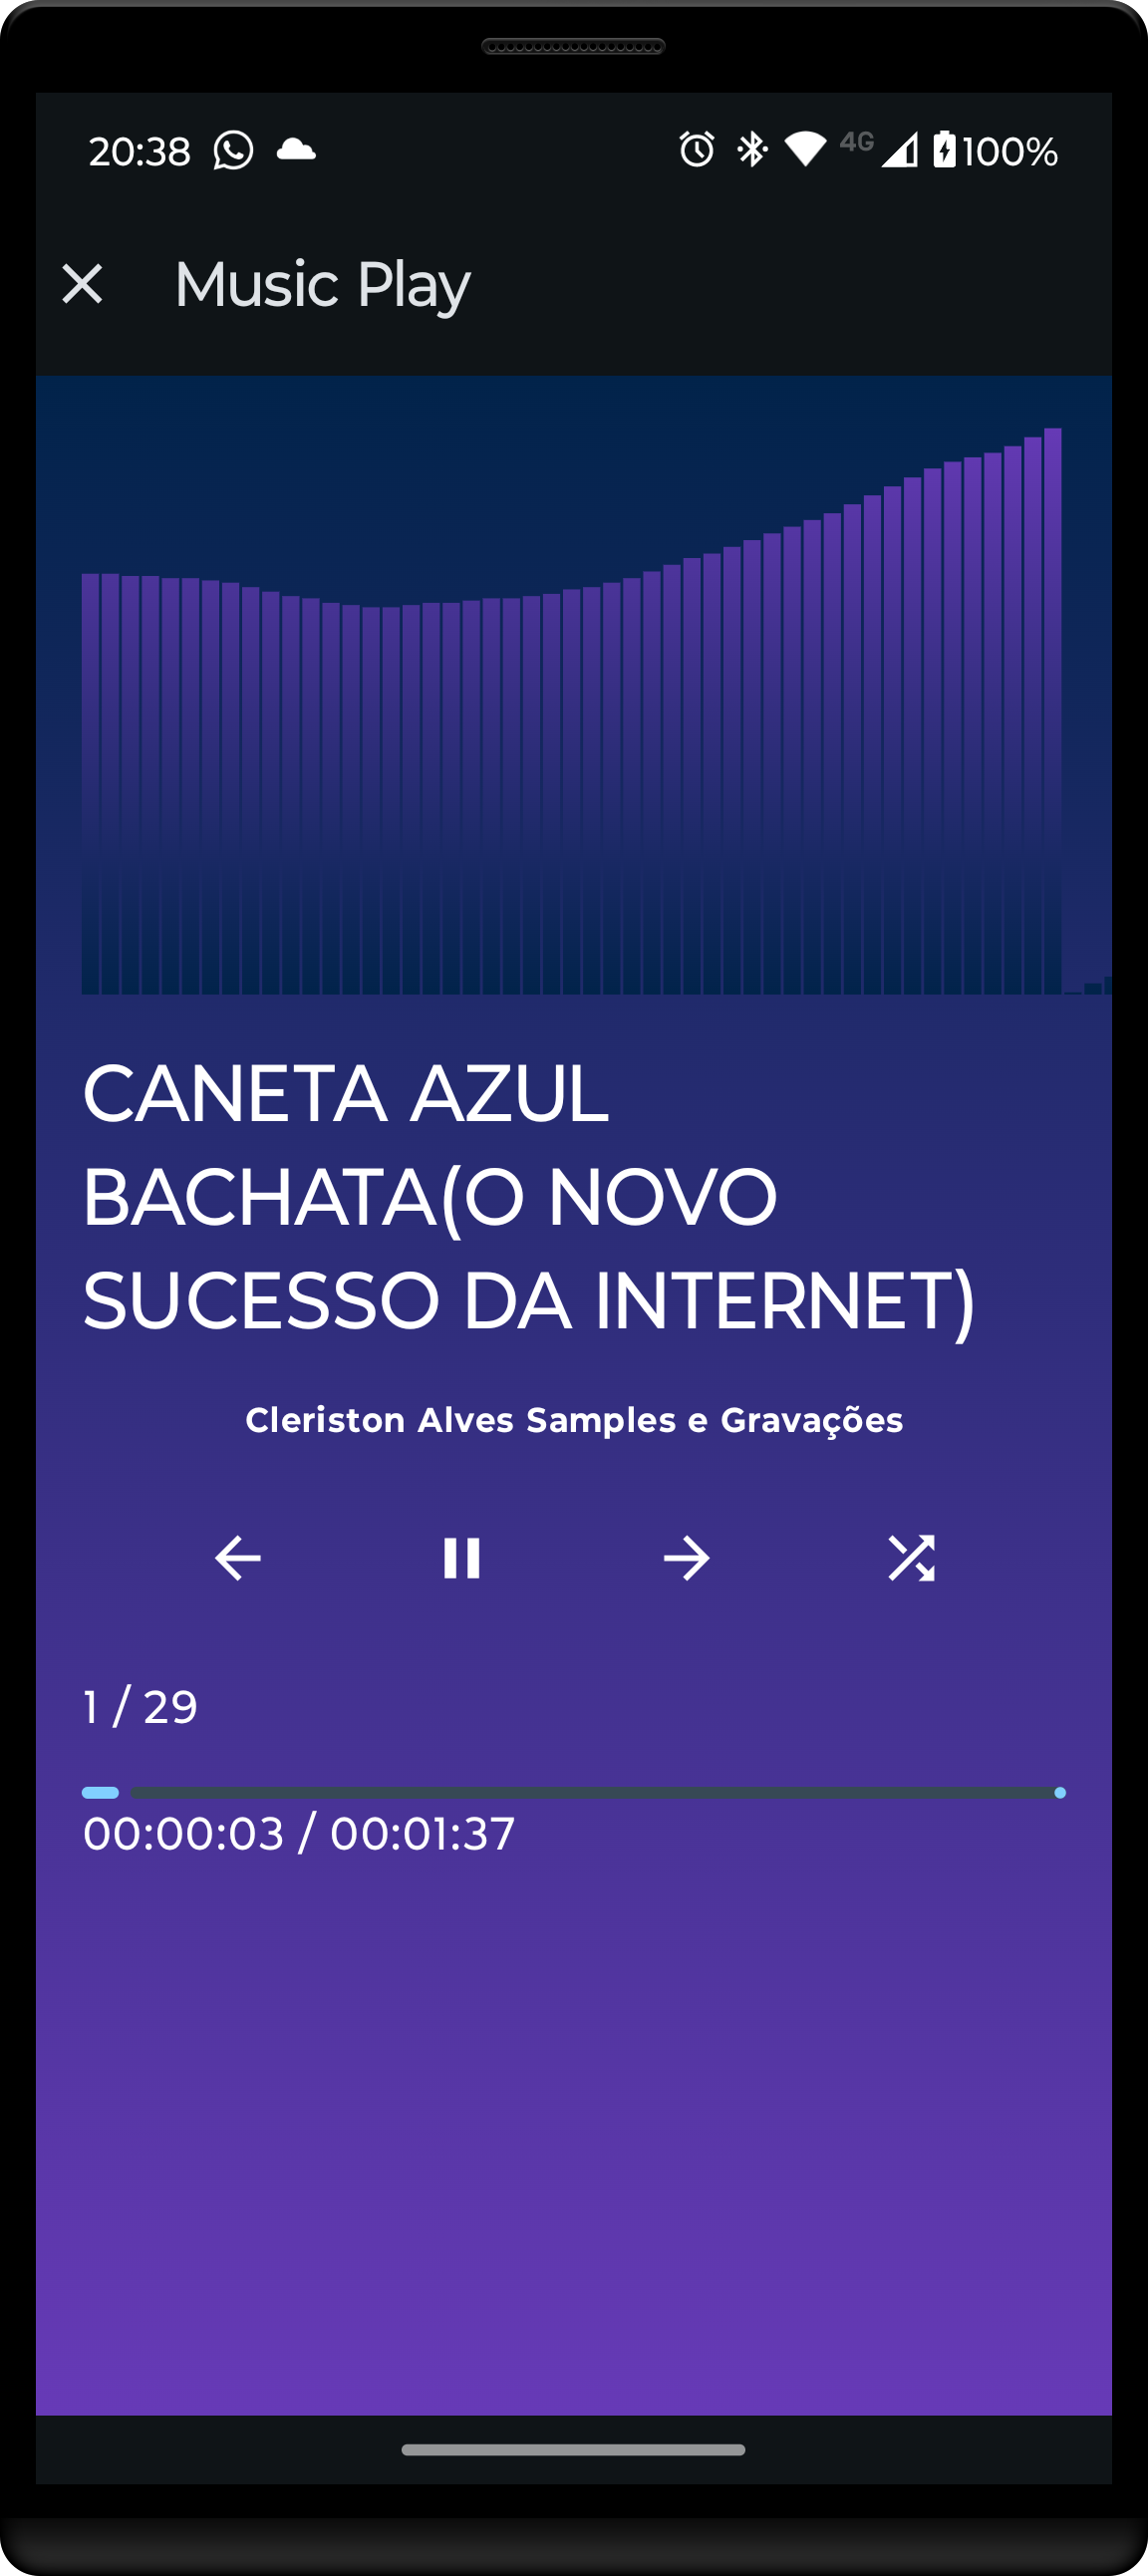 20:38 4G 100%
Music Play
CANETA AZUL
BACHATA(O NOVO
SUCESSO DA INTERNET)
Cleriston Alves Samples e Gravações
1 / 29
00:00:03 / 00:01:37